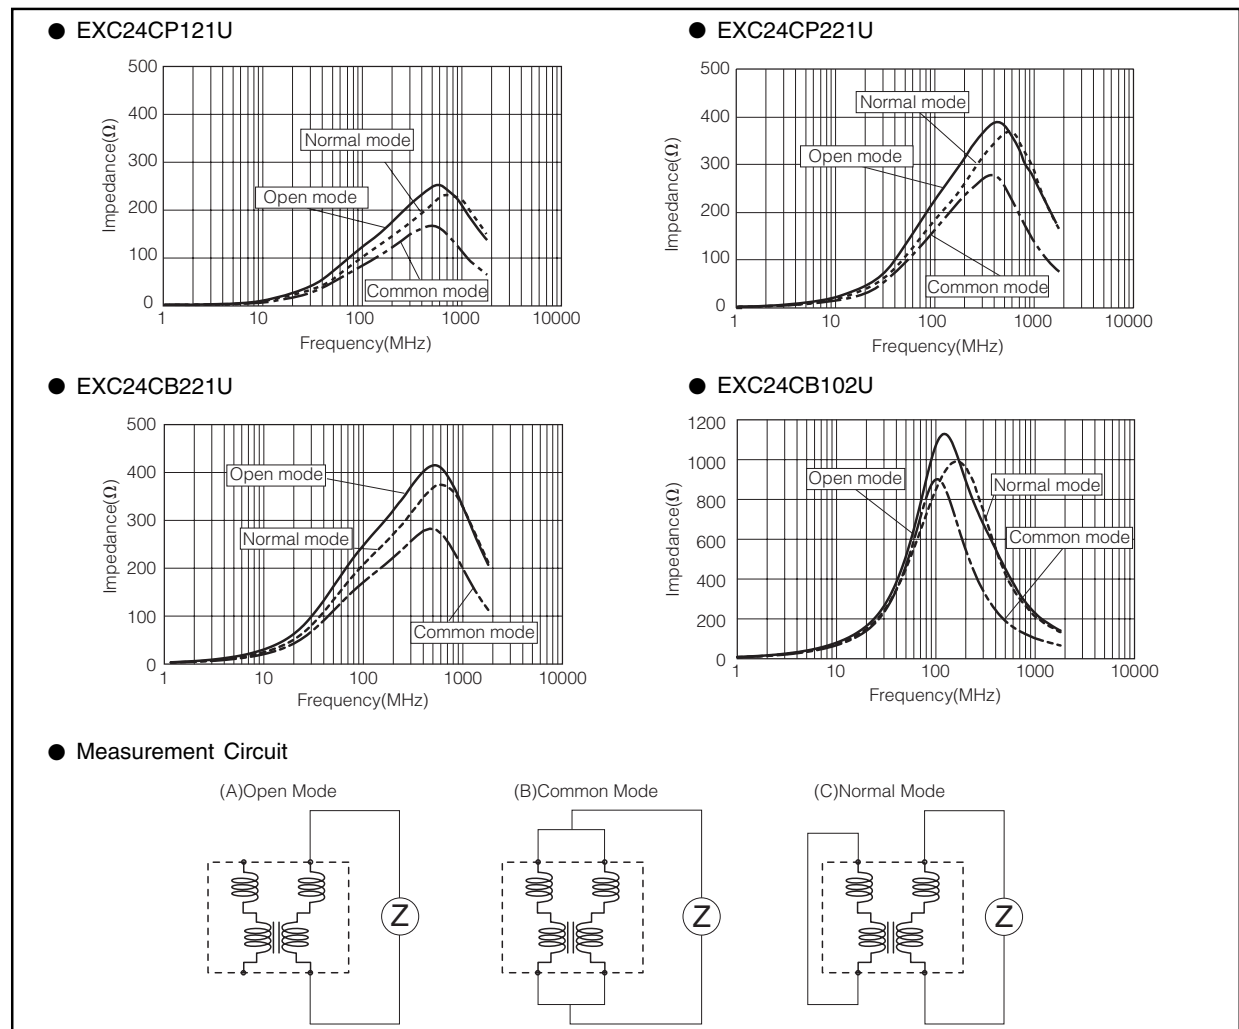 ● EXC24CP121U
500
400
300
200
100
0
Impedance(Ω)
Normal mode
Open mode
Common mode
1 10 100 1000 10000
Frequency(MHz)
● EXC24CP221U
500
400
300
200
100
0
Impedance(Ω)
Normal mode
Open mode
Common mode
1 10 100 1000 10000
Frequency(MHz)
● EXC24CB221U
500
400
300
200
100
0
Impedance(Ω)
Open mode
Normal mode
Common mode
1 10 100 1000 10000
Frequency(MHz)
● EXC24CB102U
1200
1000
800
600
400
200
0
Impedance(Ω)
Open mode
Normal mode
Common mode
1 10 100 1000 10000
Frequency(MHz)
● Measurement Circuit
(A)Open Mode
Z
(B)Common Mode
Z
(C)Normal Mode
Z